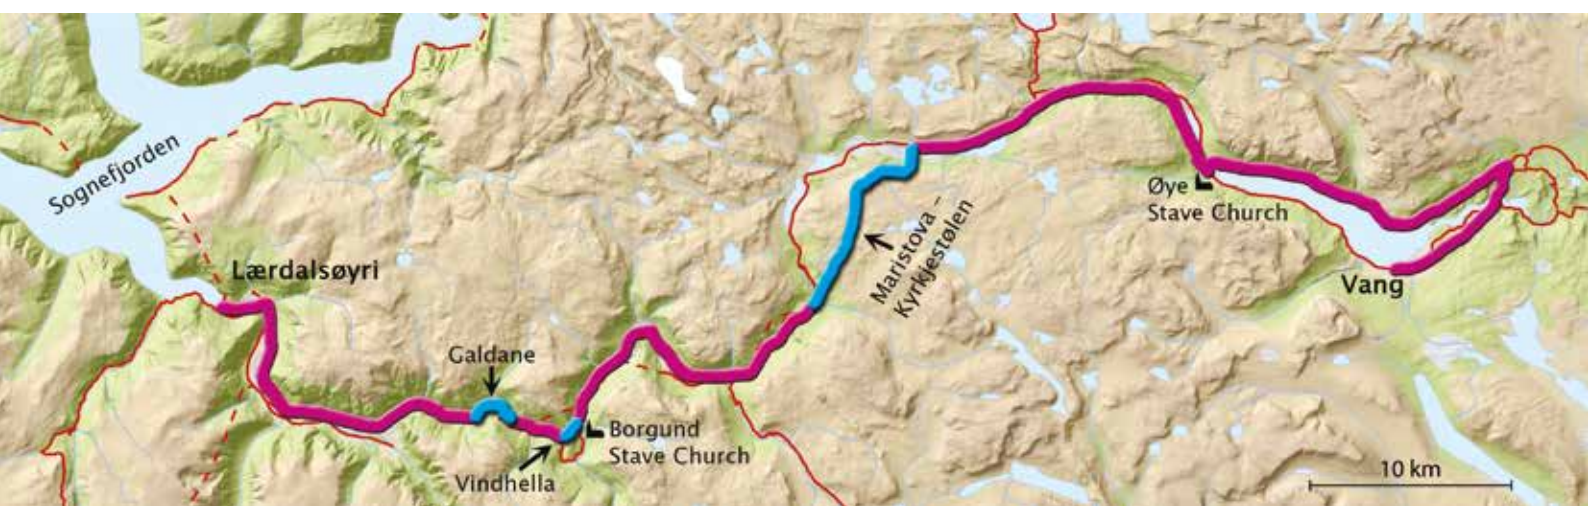 Sognefjorden
Lærdalsøyri
Galdane
Vindhella
Borgund
Stave Church
Maristova –
Kyrkjestølen
Øye
Stave Church
Vang
10 km